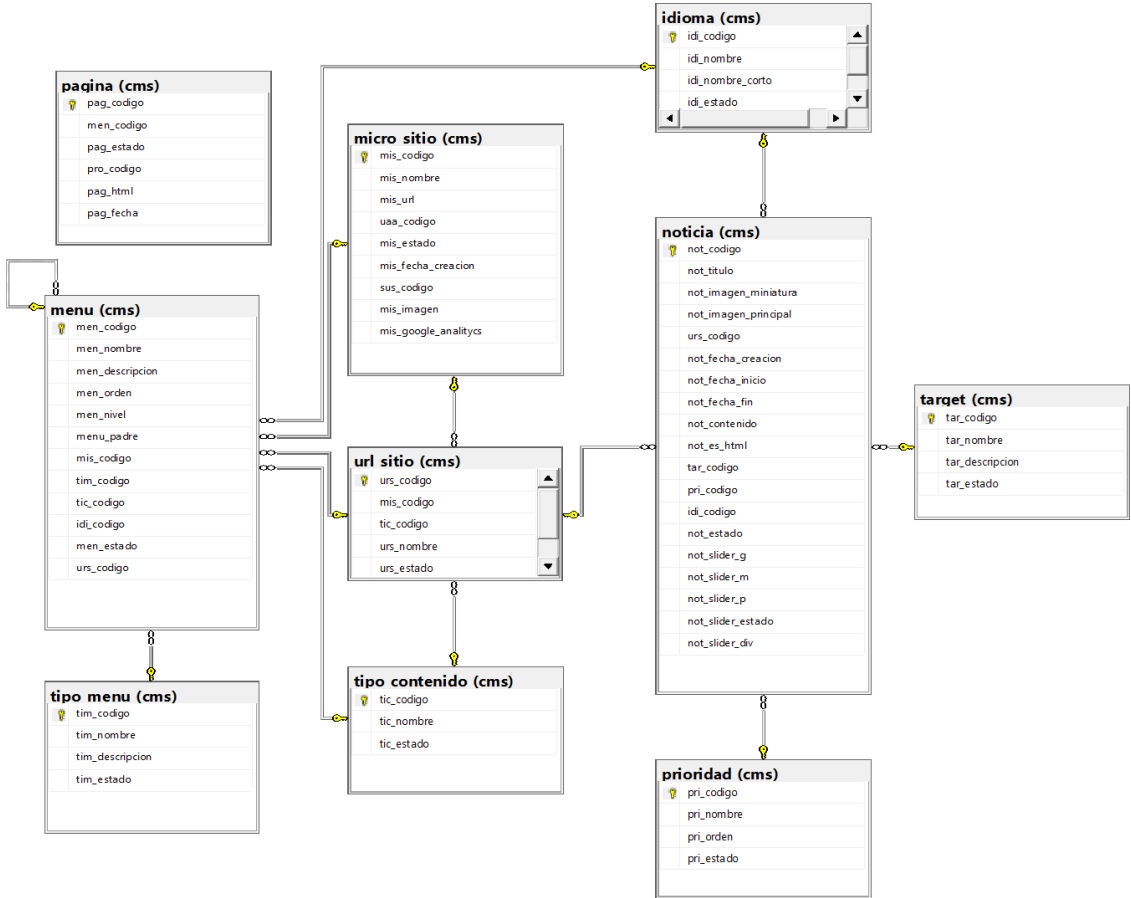 pagina (cms)
pag_codigo
men_codigo
pag_estado
pro_codigo
pag_html
pag_fecha
menu (cms)
men_codigo
men_nombre
men_descripcion
men_orden
men_nivel
menu_padre
mis_codigo
tim_codigo
tic_codigo
idi_codigo
men_estado
urs_codigo
tipo menu (cms)
tim_codigo
tim_nombre
tim_descripcion
tim_estado
micro sitio (cms)
mis_codigo
mis_nombre
mis_url
uaa_codigo
mis_estado
mis_fecha_creacion
sus_codigo
mis_imagen
mis_google_analitycs
url sitio (cms)
urs_codigo
mis_codigo
tic_codigo
urs_nombre
urs_estado
tipo contenido (cms)
tic_codigo
tic_nombre
tic_estado
idioma (cms)
idi_codigo
idi_nombre
idi_nombre_corto
idi_estado
noticia (cms)
not_codigo
not_titulo
not_imagen_miniatura
not_imagen_principal
urs_codigo
not_fecha_creacion
not_fecha_inicio
not_fecha_fin
not_contenido
not_es_html
tar_codigo
pri_codigo
idi_codigo
not_estado
not_slider_g
not_slider_m
not_slider_p
not_slider_estado
not_slider_div
prioridad (cms)
pri_codigo
pri_nombre
pri_orden
pri_estado
target (cms)
tar_codigo
tar_nombre
tar_descripcion
tar_estado